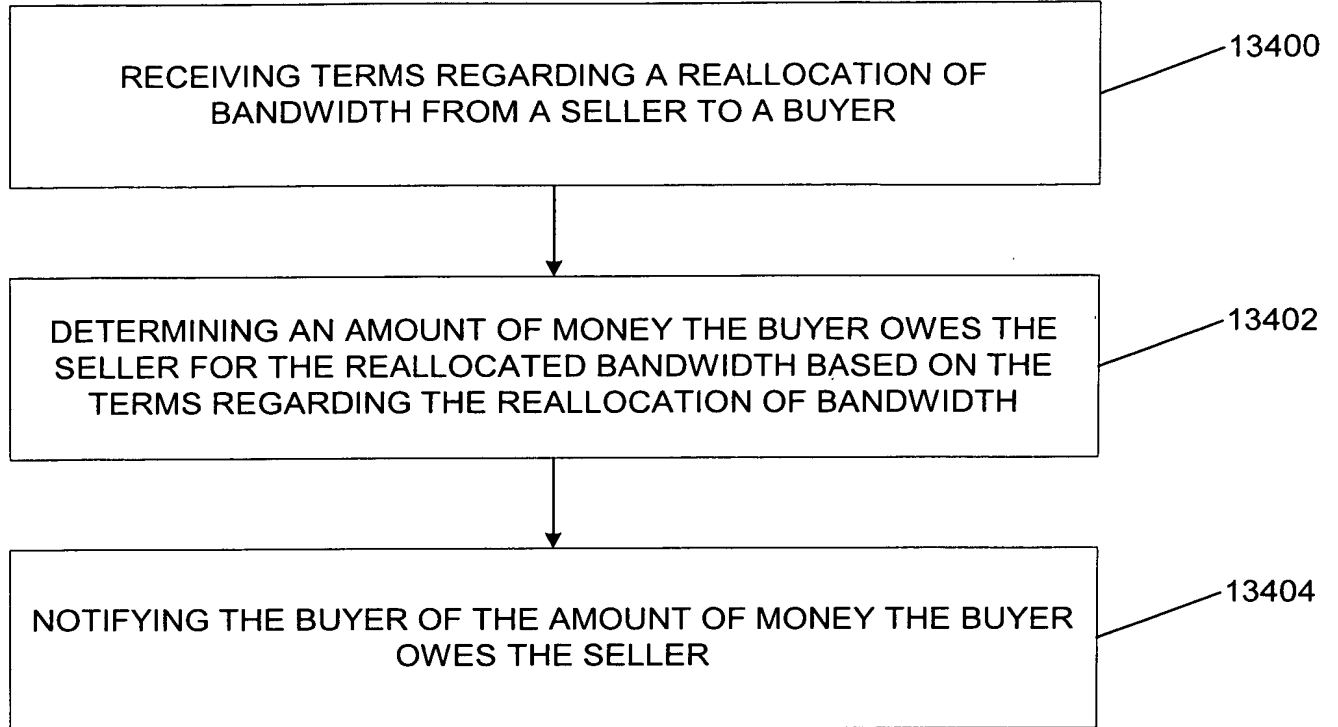 RECEIVING TERMS REGARDING A REALLOCATION OF
BANDWIDTH FROM A SELLER TO A BUYER
13400
DETERMINING AN AMOUNT OF MONEY THE BUYER OWES THE
SELLER FOR THE REALLOCATED BANDWIDTH BASED ON THE
TERMS REGARDING THE REALLOCATION OF BANDWIDTH
13402
NOTIFYING THE BUYER OF THE AMOUNT OF MONEY THE BUYER
OWES THE SELLER
13404